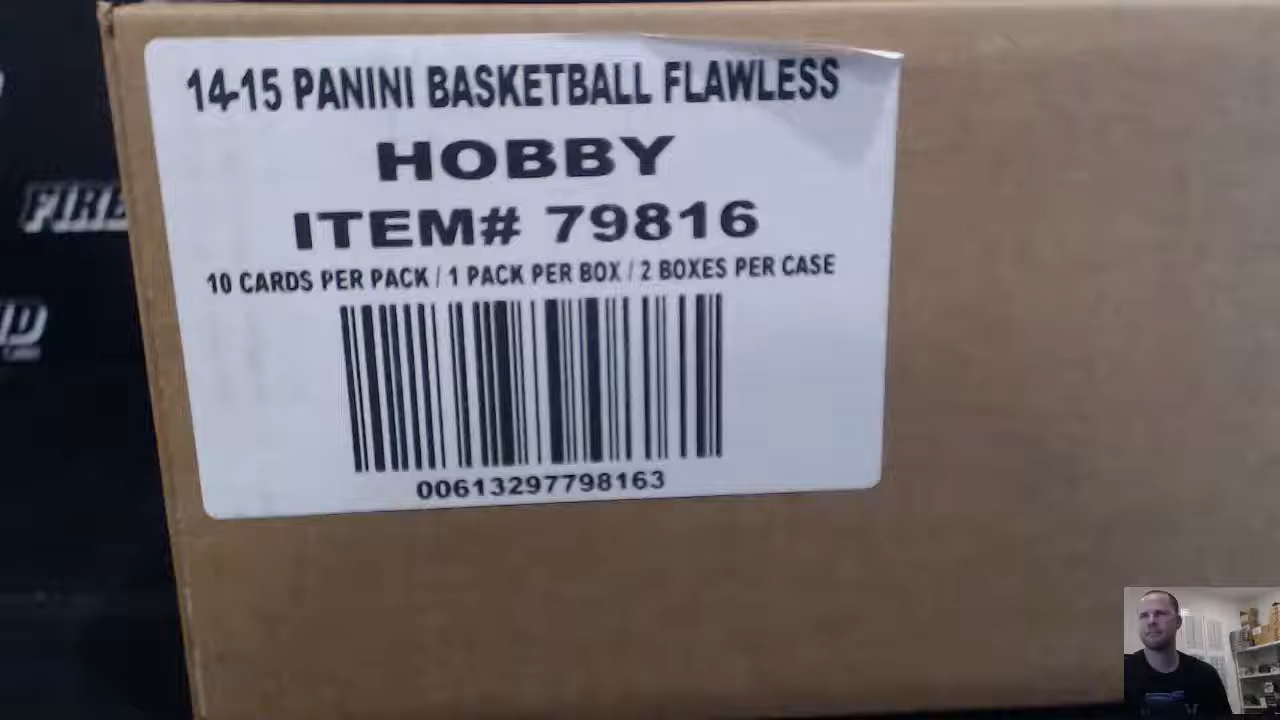 14-15 PANINI BASKETBALL FLAWLESS
HOBBY
ITEM# 79816
10 CARDS PER PACK / 1 PACK PER BOX / 2 BOXES PER CASE
00613297798163
FIRE